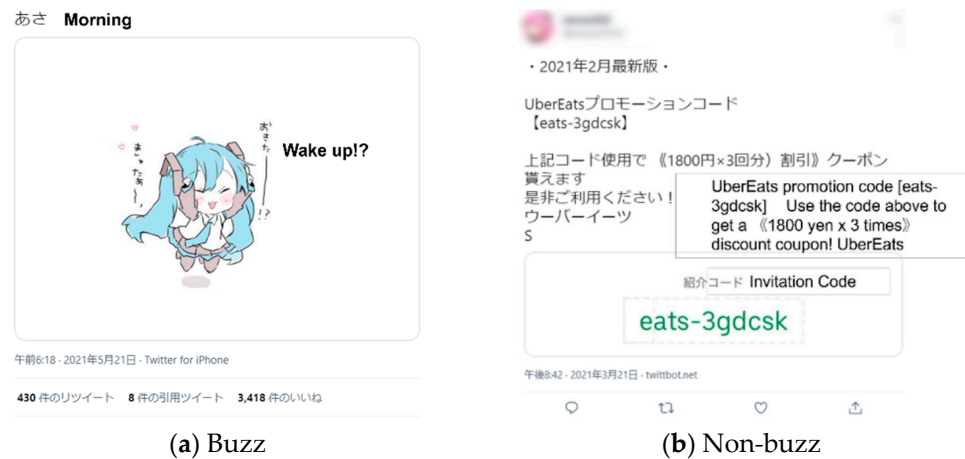 あさ Morning
おきたー!?
Wake up!?
午前6:18 · 2021年5月21日 · Twitter for iPhone
430 件のリツイート 8 件の引用ツイート 3,418 件のいいね
(a) Buzz
・2021年2月最新版・
UberEatsプロモーションコード
【eats-3gdcsk】
上記コード使用で 《1800円×3回分）割引》クーポン
貰えます
是非ご利用ください！
ウーバーイーツ
S
UberEats promotion code [eats-
3gdcsk] Use the code above to
get a 《1800 yen x 3 times》
discount coupon! UberEats
紹介コード Invitation Code
eats-3gdcsk
午後8:42 · 2021年3月21日 · twittbot.net
(b) Non-buzz